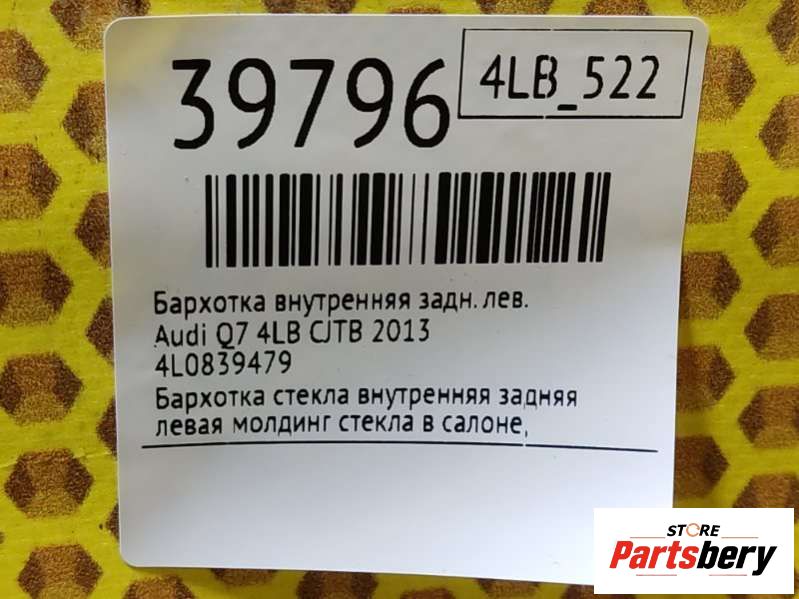 39796
4LB_522
Бархотка внутренняя задн. лев.
Audi Q7 4LB CJTB 2013
4L0839479
Бархотка стекла внутренняя задняя
левая молдинг стекла в салоне,
STORE
Partsbery